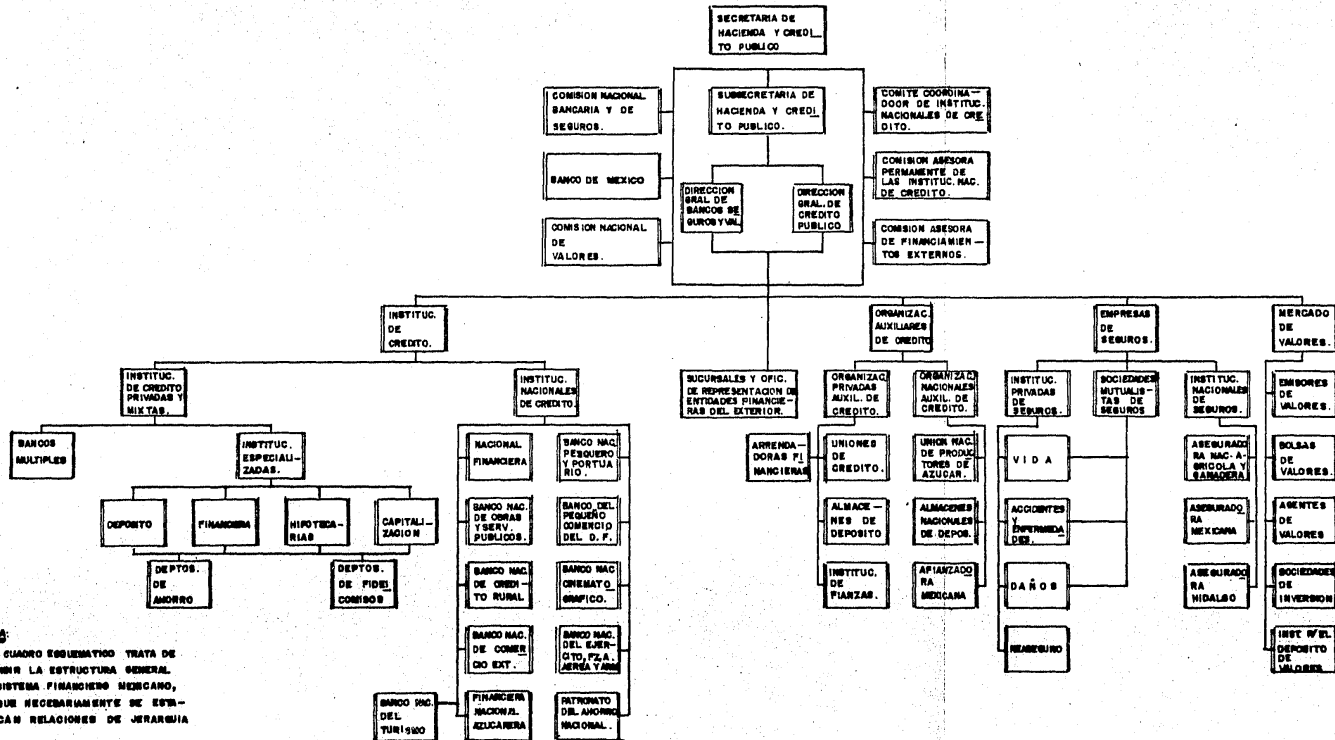 SECRETARIA DE
HACIENDA Y CREDI
TO PUBLICO
COMISION NACIONAL
BANCARIA Y DE
SEGUROS.
SUBSECRETARIA DE
HACIENDA Y CREDI
TO PUBLICO.
COMITE COORDINA—
DOR DE INSTITUC.
NACIONALES DE CRE
DITO.
BANCO DE MEXICO
DIRECCION
GRAL DE
BANCOS SE
GUROS Y VAL.
DIRECCION
GRAL. DE
CREDITO
PUBLICO
COMISION ASESORA
PERMANENTE DE
LAS INSTITUC. NAC.
DE CREDITO.
COMISION NACIONAL
DE
VALORES.
COMISION ASESORA
DE FINANCIAMIEN—
TOS EXTERNOS.
INSTITUC.
DE
CREDITO.
ORGANIZAC.
AUXILIARES
DE CREDITO
EMPRESAS
DE
SEGUROS.
MERCADO
DE
VALORES.
INSTITUC.
DE CREDITO
PRIVADAS Y
MIXTAS.
INSTITUC.
NACIONALES
DE CREDITO
SUCURSALES Y OFIC.
DE REPRESENTACION DE
ENTIDADES FINANCIE-
RAS DEL EXTERIOR.
ORGANIZAC.
PRIVADAS
AUXIL. DE
CREDITO.
ORGANIZAC.
NACIONALES
AUXIL. DE
CREDITO.
INSTITUC.
PRIVADAS
DE
SEGUROS.
SOCIEDADES
MUTUALIS-
TAS DE
SEGUROS
INSTITUC.
NACIONALES
DE
SEGUROS.
EMISORES
DE
VALORES.
BANCOS
MULTIPLES
INSTITUC.
ESPECIALI-
ZADAS.
NACIONAL
FINANCIERA
BANCO NAC.
PESQUERO
Y PORTUA
RIO.
ARRENDA—
DORAS FI
NANCIERAS
UNIONES
DE
CREDITO.
UNION NAC.
DE PRODUC
TORES DE
AZUCAR.
VIDA
ASEGURADO
RA NAC. A-
GRICOLA Y
GANADERA
BOLSAS
DE
VALORES.
DEPOSITO
FINANCIERA
HIPOTECA-
RIAS
CAPITALI-
ZACION
BANCO NAC.
DE OBRAS
Y SERV.
PUBLICOS.
BANCO DEL
PEQUEÑO
COMERCIO
DEL D. F.
ALMACE—
NES DE
DEPOSITO
ALMACENES
NACIONALES
DE DEPOS.
ACCIDENTES
Y
ENFERMEDA
DES.
ASEGURADO
RA
MEXICANA
AGENTES
DE
VALORES
DEPTOS.
DE
AHORRO
DEPTOS.
DE FIDEI
COMISOS
BANCO NAC.
DE CREDI—
TO RURAL
BANCO NAC
CINEMATO
GRAFICO.
INSTITUC.
DE
FIANZAS.
AFIANZADO
RA
MEXICANA
DAÑOS
ASEGURADO
RA
HIDALGO
SOCIEDADES
DE
INVERSION
BANCO NAC.
DE COMER
CIO EXT.
BANCO NAC.
DEL EJER-
CITO, FZ. A.
AEREA Y ARM
REASEGURO
INST P/EL
DEPOSITO
DE
VALORES
BANCO NAC.
DEL
TURISMO
FINANCIERA
NACIONAL
AZUCARERA
PATRONATO
DEL AHORRO
NACIONAL.
CUADRO ESQUEMATICO TRATA DE
LA ESTRUCTURA GENERAL
SISTEMA FINANCIERO MEXICANO,
QUE NECESARIAMENTE SE ESTA—
CAN RELACIONES DE JERARQUIA